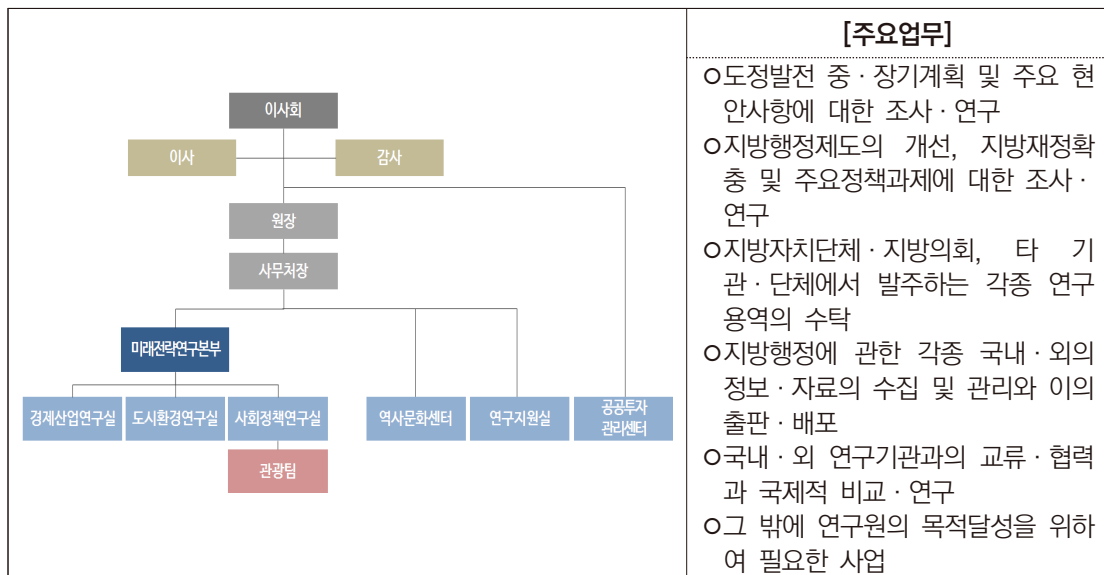 이사회
이사
감사
원장
사무처장
미래전략연구본부
경제산업연구실
도시환경연구실
사회정책연구실
역사문화센터
연구지원실
공공투자
관리센터
관광팀
[주요업무]
ㅇ도정발전 중·장기계획 및 주요 현
안사항에 대한 조사·연구
ㅇ지방행정제도의 개선, 지방재정확
충 및 주요정책과제에 대한 조사·
연구
ㅇ지방자치단체·지방의회, 타 기
관·단체에서 발주하는 각종 연구
용역의 수탁
ㅇ지방행정에 관한 각종 국내·외의
정보·자료의 수집 및 관리와 이의
출판·배포
ㅇ국내·외 연구기관과의 교류·협력
과 국제적 비교·연구
ㅇ그 밖에 연구원의 목적달성을 위하
여 필요한 사업